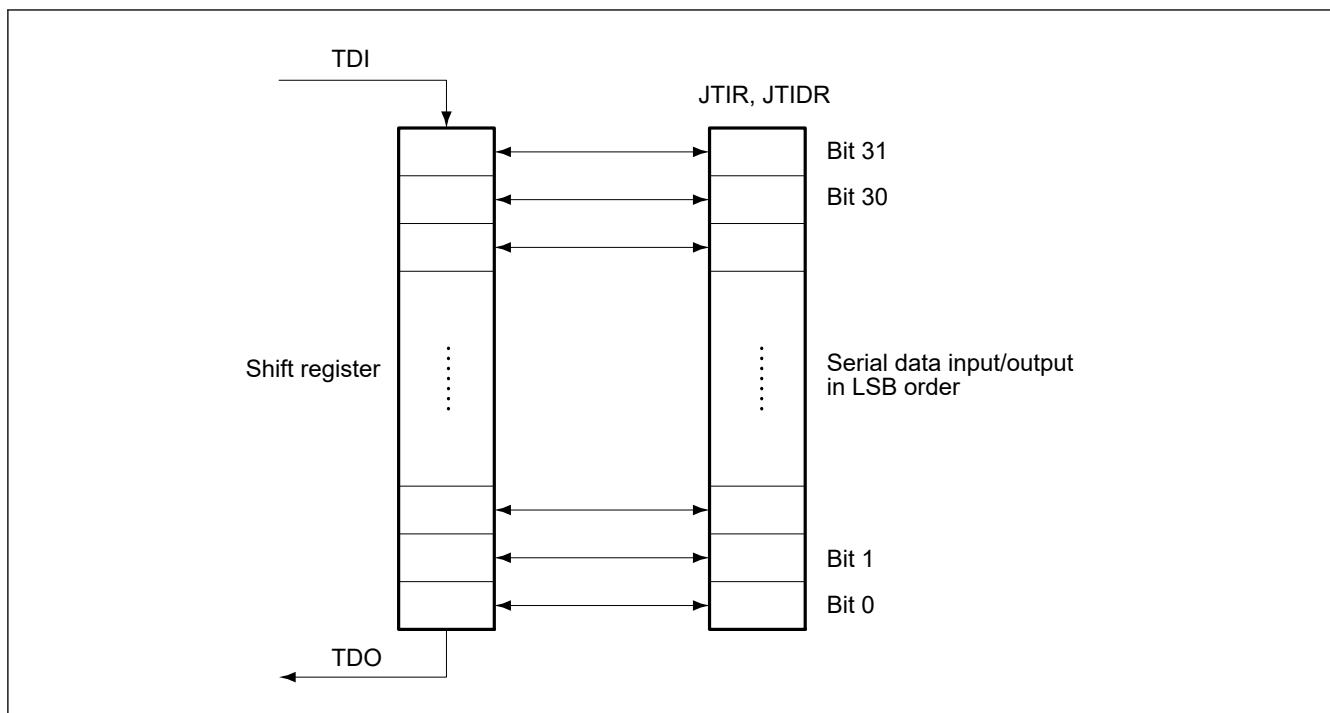 TDI
JTIR, JTIDR
Bit 31
Bit 30
Shift register
Serial data input/output
in LSB order
Bit 1
Bit 0
TDO